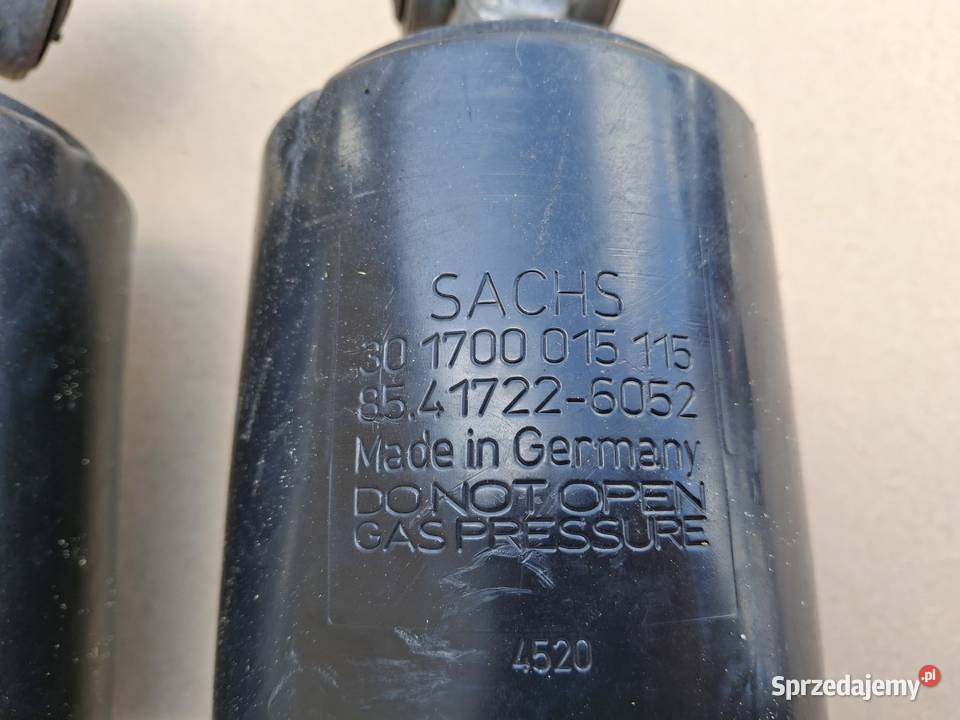 SACHS
30 1700 015 115
85.41722-6052
Made in Germany
DO NOT OPEN
GAS PRESSURE
4520
Sprzedajemy.pl